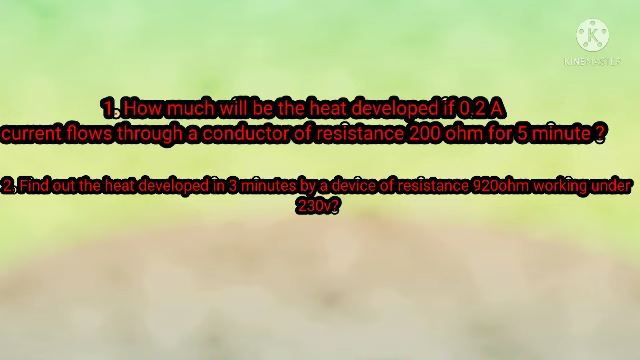 KINEMASTER
1. How much will be the heat developed if 0.2 A
current flows through a conductor of resistance 200 ohm for 5 minute ?
2. Find out the heat developed in 3 minutes by a device of resistance 920ohm working under
230v?